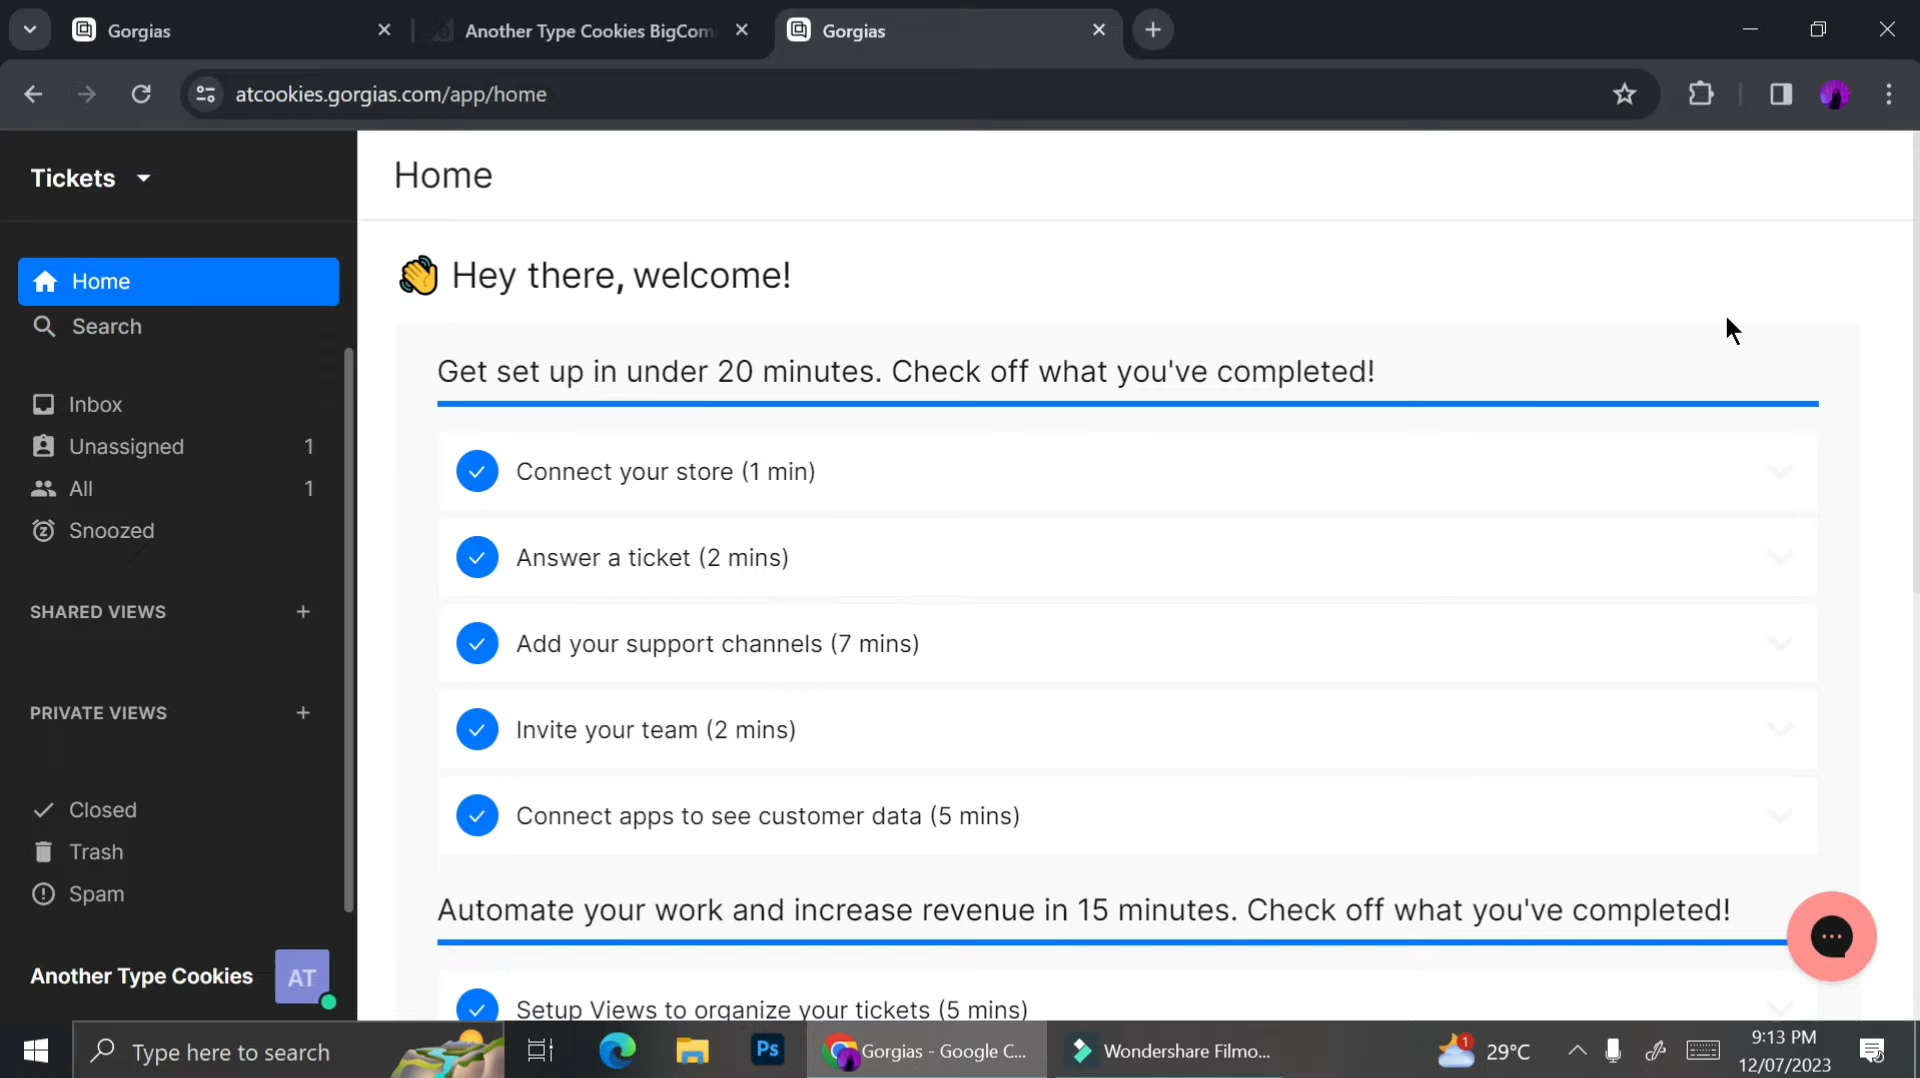 Gorgias
Another Type Cookies BigCom
Gorgias
atcookies.gorgias.com/app/home
Tickets
Home
Search
Inbox
Unassigned 1
All 1
Snoozed
SHARED VIEWS +
PRIVATE VIEWS +
Closed
Trash
Spam
Another Type Cookies AT
Home
Hey there, welcome!
Get set up in under 20 minutes. Check off what you've completed!
Connect your store (1 min)
Answer a ticket (2 mins)
Add your support channels (7 mins)
Invite your team (2 mins)
Connect apps to see customer data (5 mins)
Automate your work and increase revenue in 15 minutes. Check off what you've completed!
Setup Views to organize your tickets (5 mins)
Type here to search
Ps
Gorgias - Google C...
Wondershare Filmo...
1
29°C
9:13 PM
12/07/2023